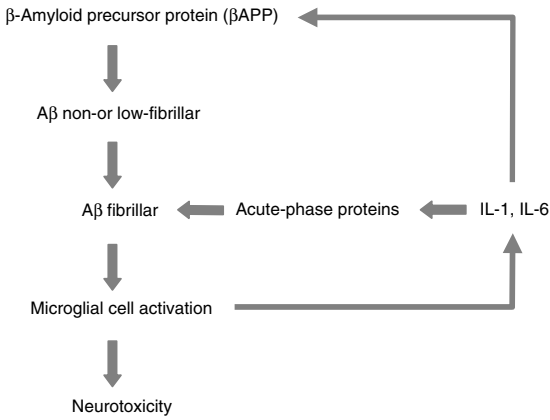 β-Amyloid precursor protein (βAPP)
Aβ non-or low-fibrillar
Aβ fibrillar
Acute-phase proteins
IL-1, IL-6
Microglial cell activation
Neurotoxicity